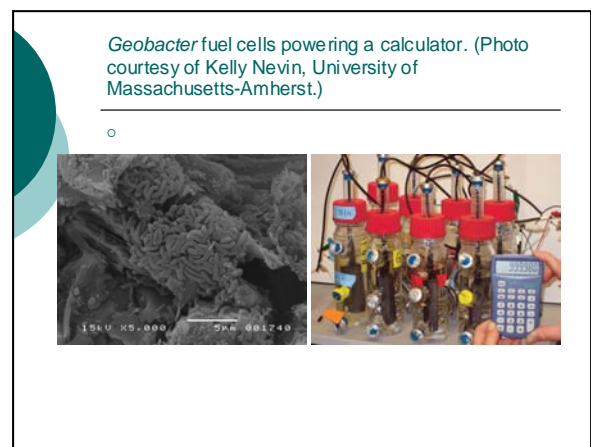 Geobacter fuel cells powering a calculator. (Photo
courtesy of Kelly Nevin, University of
Massachusetts-Amherst.)
15kV X5,000 5µm 001740